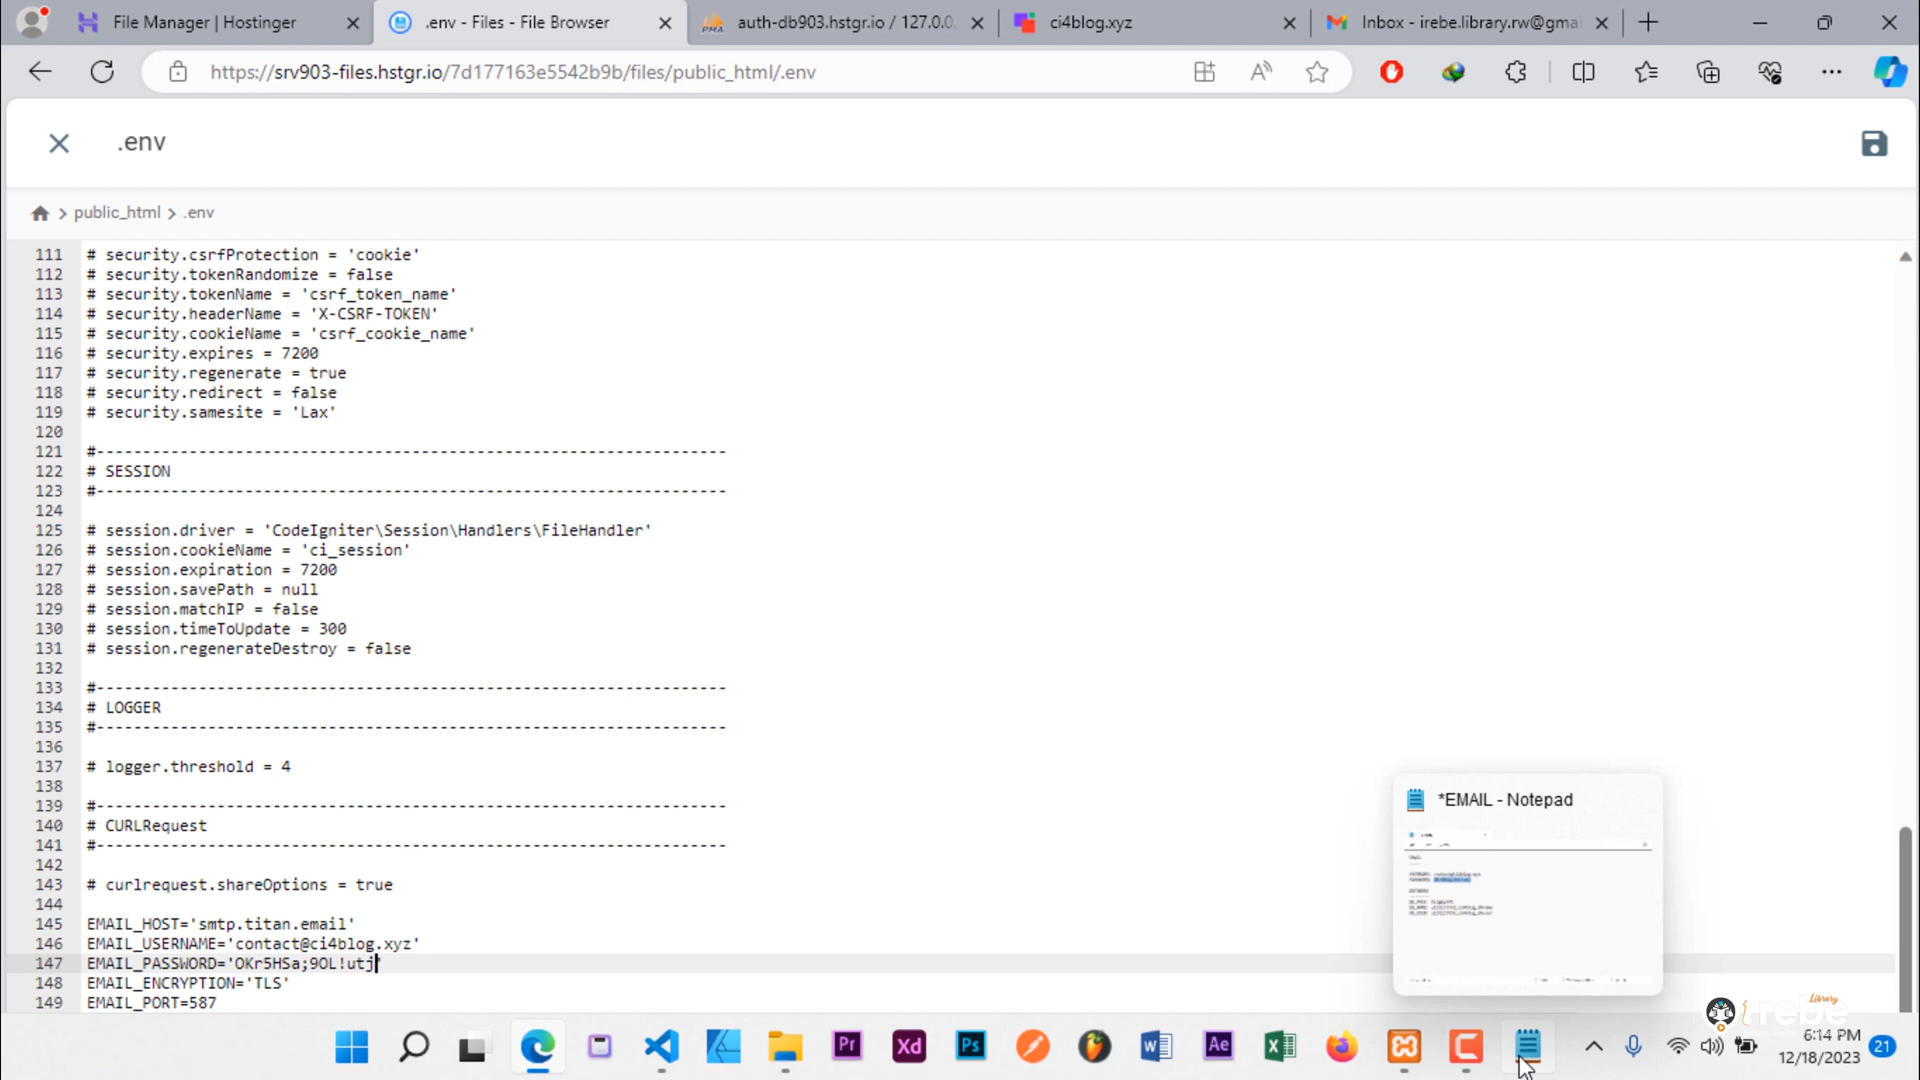 File Manager | Hostinger
.env - Files - File Browser
auth-db903.hstgr.io / 127.0.0.
ci4blog.xyz
Inbox - irebe.library.rw@gmai
https://srv903-files.hstgr.io/7d177163e5542b9b/files/public_html/.env
.env
public_html > .env
111 # security.csrfProtection = 'cookie'
112 # security.tokenRandomize = false
113 # security.tokenName = 'csrf_token_name'
114 # security.headerName = 'X-CSRF-TOKEN'
115 # security.cookieName = 'csrf_cookie_name'
116 # security.expires = 7200
117 # security.regenerate = true
118 # security.redirect = false
119 # security.samesite = 'Lax'
120
121 #--------------------------------------------------------------------
122 # SESSION
123 #--------------------------------------------------------------------
124
125 # session.driver = 'CodeIgniter\Session\Handlers\FileHandler'
126 # session.cookieName = 'ci_session'
127 # session.expiration = 7200
128 # session.savePath = null
129 # session.matchIP = false
130 # session.timeToUpdate = 300
131 # session.regenerateDestroy = false
132
133 #--------------------------------------------------------------------
134 # LOGGER
135 #--------------------------------------------------------------------
136
137 # logger.threshold = 4
138
139 #--------------------------------------------------------------------
140 # CURLRequest
141 #--------------------------------------------------------------------
142
143 # curlrequest.shareOptions = true
144
145 EMAIL_HOST='smtp.titan.email'
146 EMAIL_USERNAME='contact@ci4blog.xyz'
147 EMAIL_PASSWORD='OKr5HSa;9OL!utj'
148 EMAIL_ENCRYPTION='TLS'
149 EMAIL_PORT=587
*EMAIL - Notepad
irebe Library
6:14 PM
12/18/2023
21